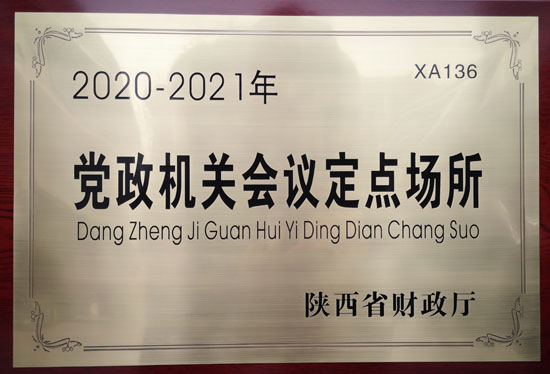 XA136
2020-2021年
党政机关会议定点场所
Dang Zheng Ji Guan Hui Yi Ding Dian Chang Suo
陕西省财政厅